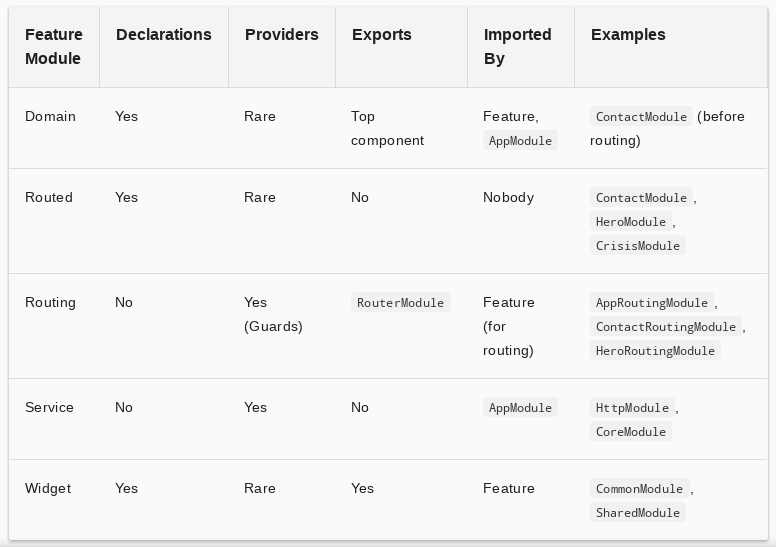 Feature Module | Declarations | Providers | Exports | Imported By | Examples
Domain | Yes | Rare | Top component | Feature, AppModule | ContactModule (before routing)
Routed | Yes | Rare | No | Nobody | ContactModule, HeroModule, CrisisModule
Routing | No | Yes (Guards) | RouterModule | Feature (for routing) | AppRoutingModule, ContactRoutingModule, HeroRoutingModule
Service | No | Yes | No | AppModule | HttpModule, CoreModule
Widget | Yes | Rare | Yes | Feature | CommonModule, SharedModule